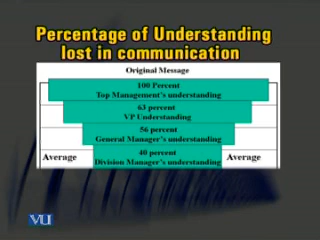 Percentage of Understanding
lost in communication
Original Message
100 Percent
Top Management's understanding
63 percent
VP Understanding
56 percent
General Manager's understanding
40 percent
Average
Division Manager's understanding
Average
VU